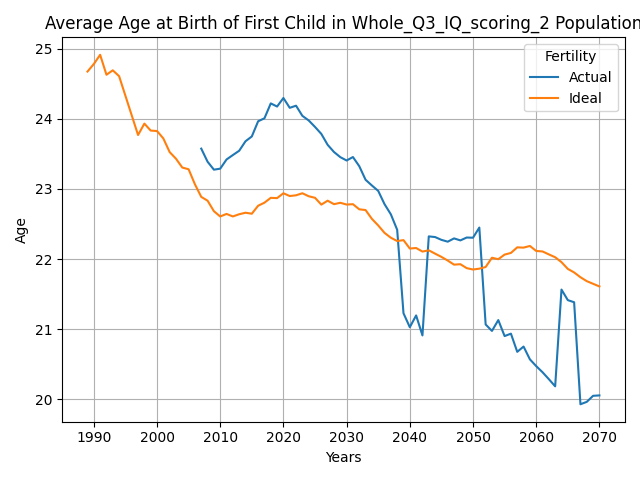 Average Age at Birth of First Child in Whole_Q3_IQ_scoring_2 Population
Fertility
Actual
Ideal
Age
25
24
23
22
21
20
1990 2000 2010 2020 2030 2040 2050 2060 2070
Years